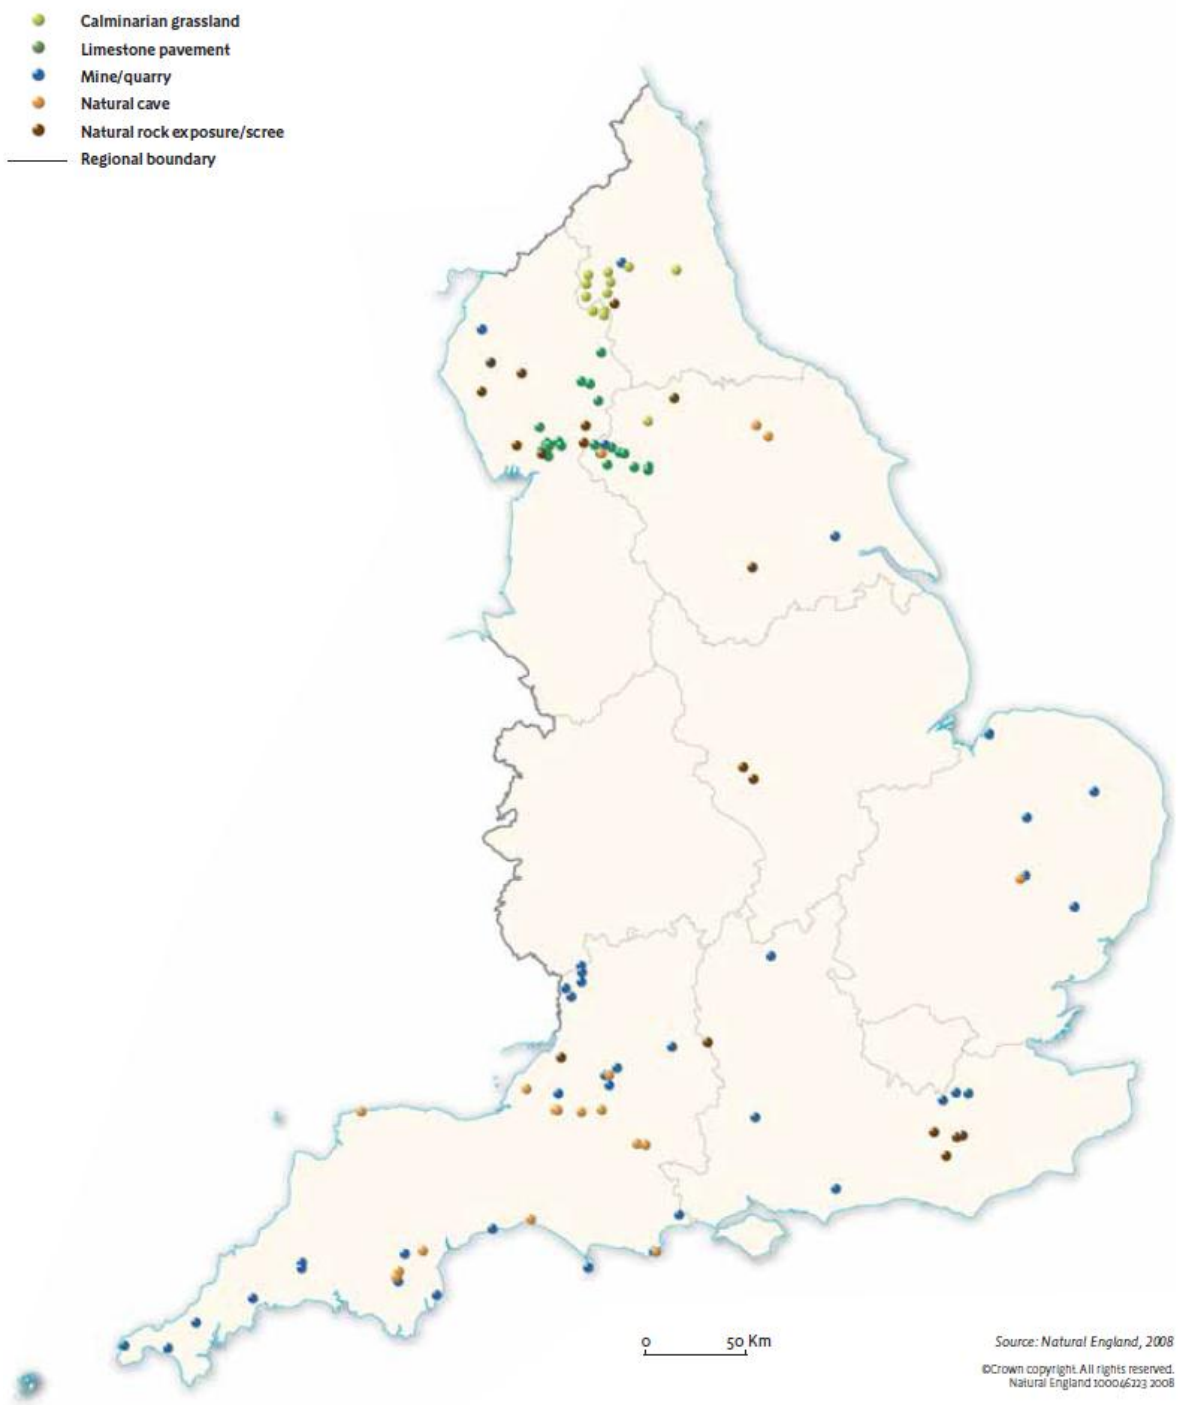 Calminarian grassland
Limestone pavement
Mine/quarry
Natural cave
Natural rock exposure/scree
Regional boundary
0 50 Km
Source: Natural England, 2008
©Crown copyright. All rights reserved.
Natural England 100046223 2008